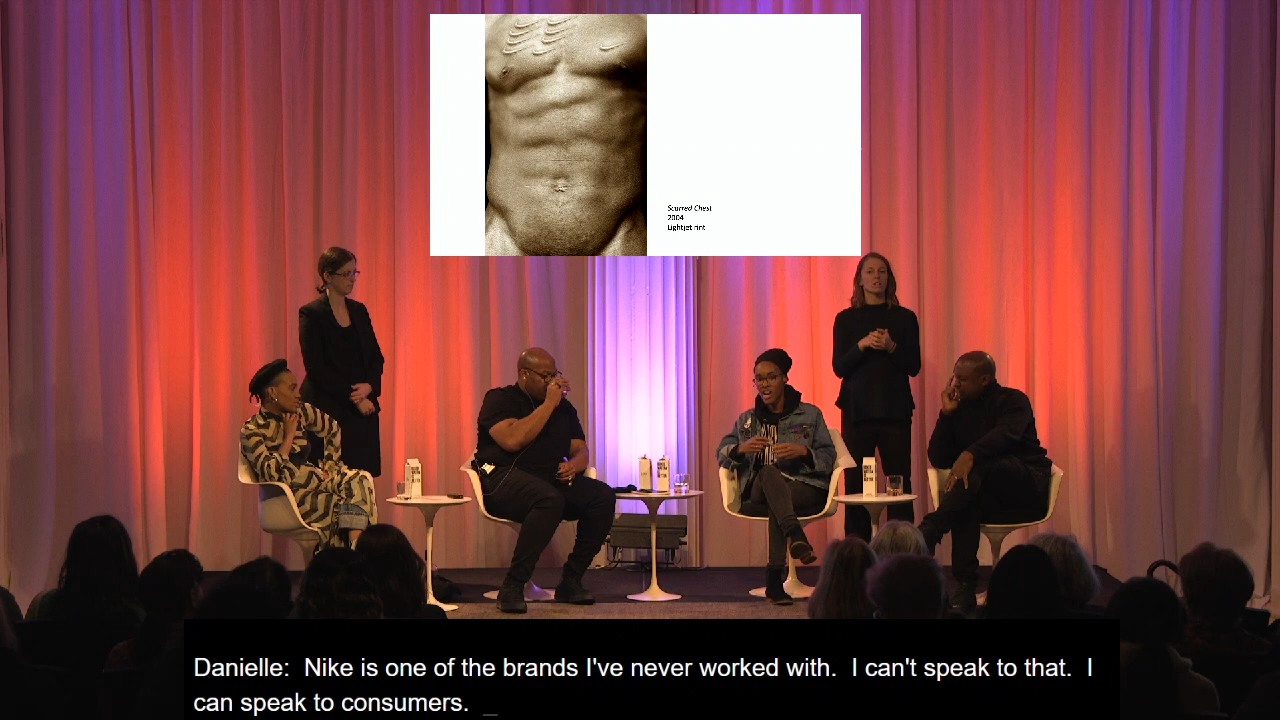 Scarred Chest
2004
Lightjet rint
Danielle:  Nike is one of the brands I've never worked with.  I can't speak to that.  I
can speak to consumers.  _